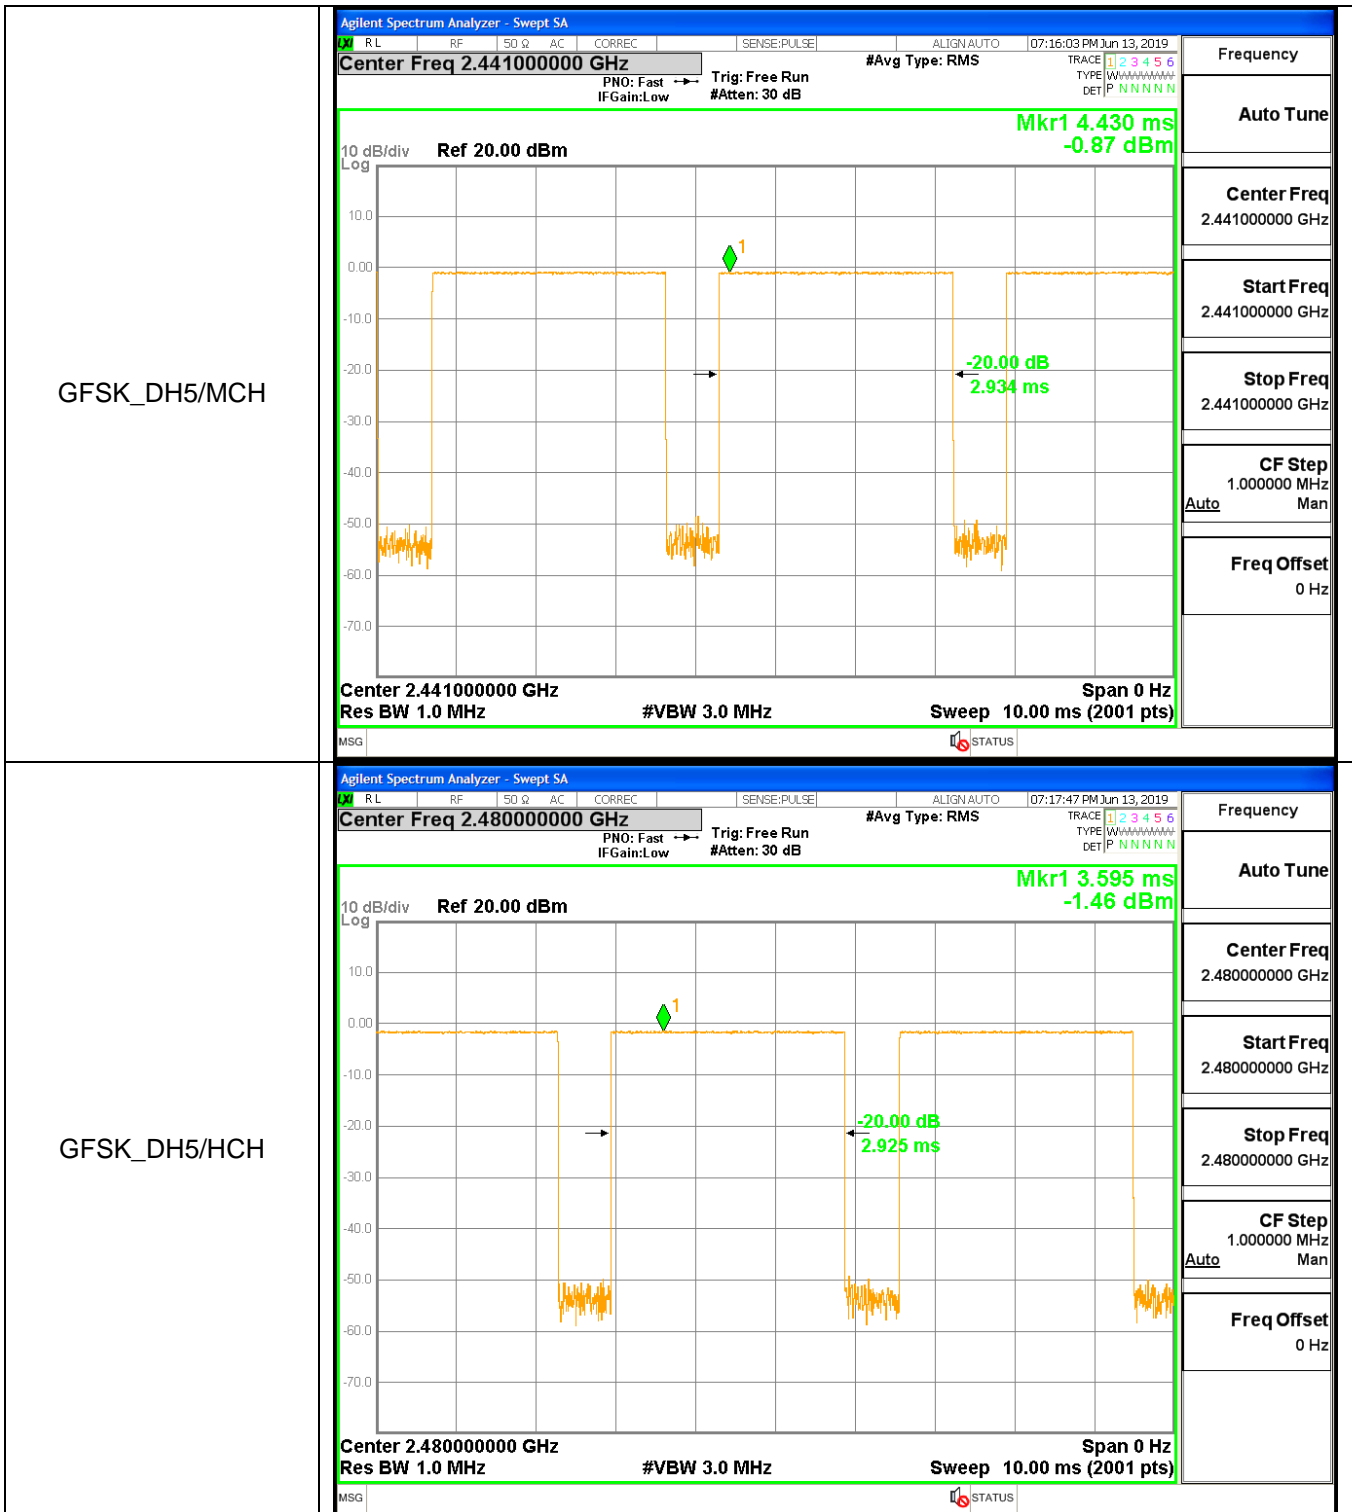 GFSK_DH5/MCH
Agilent Spectrum Analyzer - Swept SA
LXI RL RF 50 Ω AC CORREC SENSE:PULSE ALIGN AUTO 07:16:03 PM Jun 13, 2019
Center Freq 2.441000000 GHz #Avg Type: RMS TRACE 1 2 3 4 5 6
PNO: Fast Trig: Free Run TYPE
IFGain:Low #Atten: 30 dB DET P N N N N N
Mkr1 4.430 ms
-0.87 dBm
10 dB/div Ref 20.00 dBm
Log
10.0
1
0.00
-10.0
-20.0
-20.00 dB
2.934 ms
-30.0
-40.0
-50.0
-60.0
-70.0
Center 2.441000000 GHz Span 0 Hz
Res BW 1.0 MHz #VBW 3.0 MHz Sweep 10.00 ms (2001 pts)
MSG STATUS
Frequency
Auto Tune
Center Freq
2.441000000 GHz
Start Freq
2.441000000 GHz
Stop Freq
2.441000000 GHz
CF Step
1.000000 MHz
Auto Man
Freq Offset
0 Hz
GFSK_DH5/HCH
Agilent Spectrum Analyzer - Swept SA
LXI RL RF 50 Ω AC CORREC SENSE:PULSE ALIGN AUTO 07:17:47 PM Jun 13, 2019
Center Freq 2.480000000 GHz #Avg Type: RMS TRACE 1 2 3 4 5 6
PNO: Fast Trig: Free Run TYPE
IFGain:Low #Atten: 30 dB DET P N N N N N
Mkr1 3.595 ms
-1.46 dBm
10 dB/div Ref 20.00 dBm
Log
10.0
1
0.00
-10.0
-20.0
-20.00 dB
2.925 ms
-30.0
-40.0
-50.0
-60.0
-70.0
Center 2.480000000 GHz Span 0 Hz
Res BW 1.0 MHz #VBW 3.0 MHz Sweep 10.00 ms (2001 pts)
MSG STATUS
Frequency
Auto Tune
Center Freq
2.480000000 GHz
Start Freq
2.480000000 GHz
Stop Freq
2.480000000 GHz
CF Step
1.000000 MHz
Auto Man
Freq Offset
0 Hz